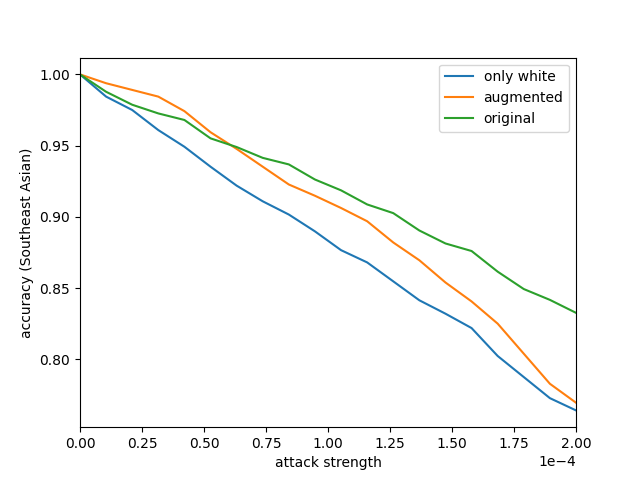 only white
augmented
original
1.00
0.95
0.90
0.85
0.80
accuracy (Southeast Asian)
0.00 0.25 0.50 0.75 1.00 1.25 1.50 1.75 2.00
attack strength
1e−4